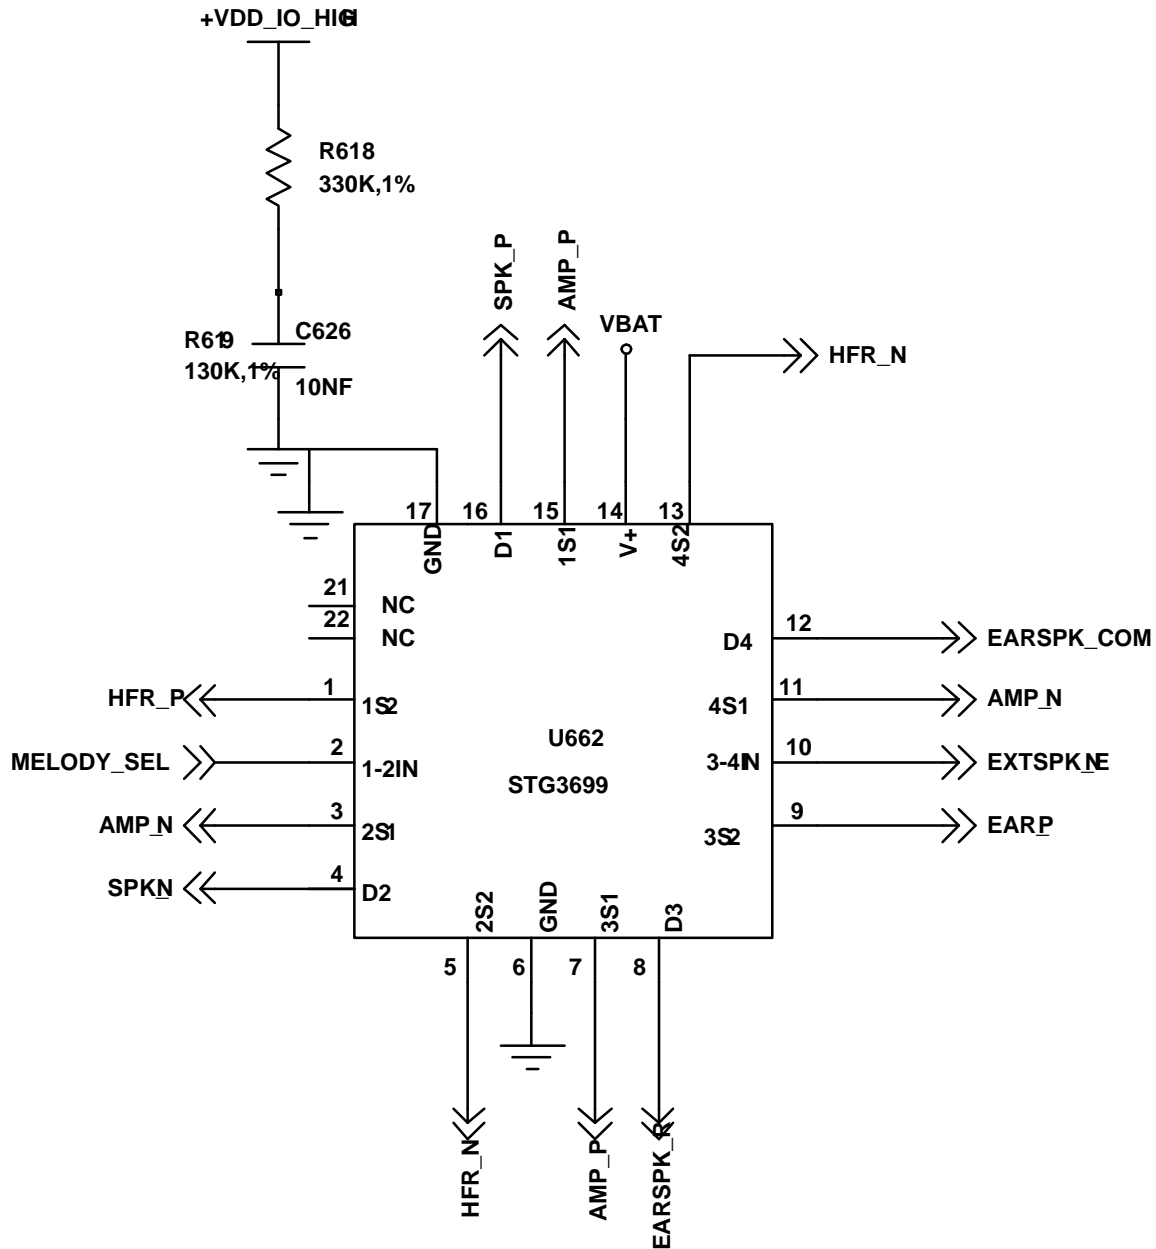 +VDD_IO_HIGH
R618
330K,1%
SPK_P
AMP_P
VBAT
HFR_N
R619
130K,1%
C626
10NF
17
16
15
14
13
GND
D1
1S1
V+
4S2
21
NC
22
NC
D4
12
EARSPK_COM
HFR_P
1
1S2
4S1
11
AMP_N
U662
STG3699
MELODY_SEL
2
1-2IN
3-4IN
10
EXTSPK_NE
AMP_N
3
2S1
3S2
9
EAR_P
SPK_N
4
D2
2S2
GND
3S1
D3
5
6
7
8
HFR_N
AMP_P
EARSPK_R